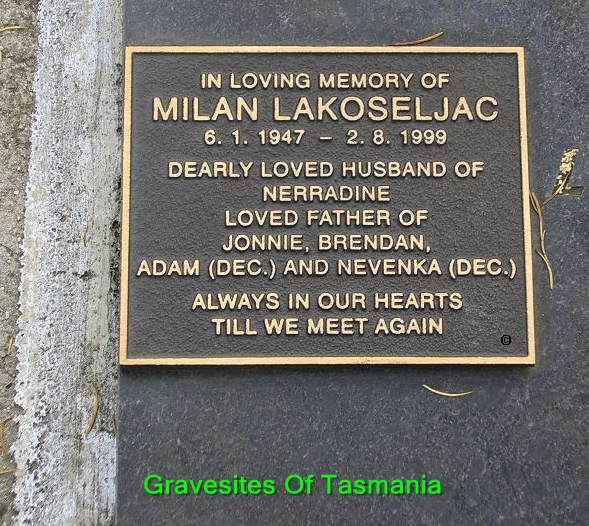 IN LOVING MEMORY OF
MILAN LAKOSELJAC
6. 1. 1947 – 2. 8. 1999
DEARLY LOVED HUSBAND OF
NERRADINE
LOVED FATHER OF
JONNIE, BRENDAN,
ADAM (DEC.) AND NEVENKA (DEC.)
ALWAYS IN OUR HEARTS
TILL WE MEET AGAIN
©
Gravesites Of Tasmania